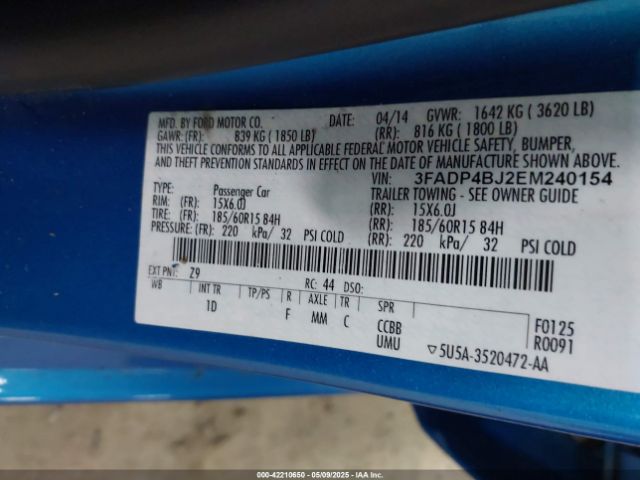 MFD. BY FORD MOTOR CO. DATE: 04/14 GVWR: 1642 KG ( 3620 LB)
GAWR: (FR): 839 KG ( 1850 LB) (RR): 816 KG ( 1800 LB)
THIS VEHICLE CONFORMS TO ALL APPLICABLE FEDERAL MOTOR VEHICLE SAFETY, BUMPER,
AND THEFT PREVENTION STANDARDS IN EFFECT ON THE DATE OF MANUFACTURE SHOWN ABOVE.
VIN: 3FADP4BJ2EM240154
TYPE: Passenger Car TRAILER TOWING - SEE OWNER GUIDE
RIM: (FR): 15X6.0J (RR): 15X6.0J
TIRE: (FR): 185/60R15 84H (RR): 185/60R15 84H
PRESSURE: (FR): 220 kPa/ 32 PSI COLD (RR): 220 kPa/ 32 PSI COLD
EXT PNT: Z9 RC: 44 DSO:
WB INT TR TP/PS R AXLE TR SPR F0125
1D F MM C CCBB R0091
UMU ▽5U5A-3520472-AA
000-42210650 - 05/09/2025 - IAA Inc.